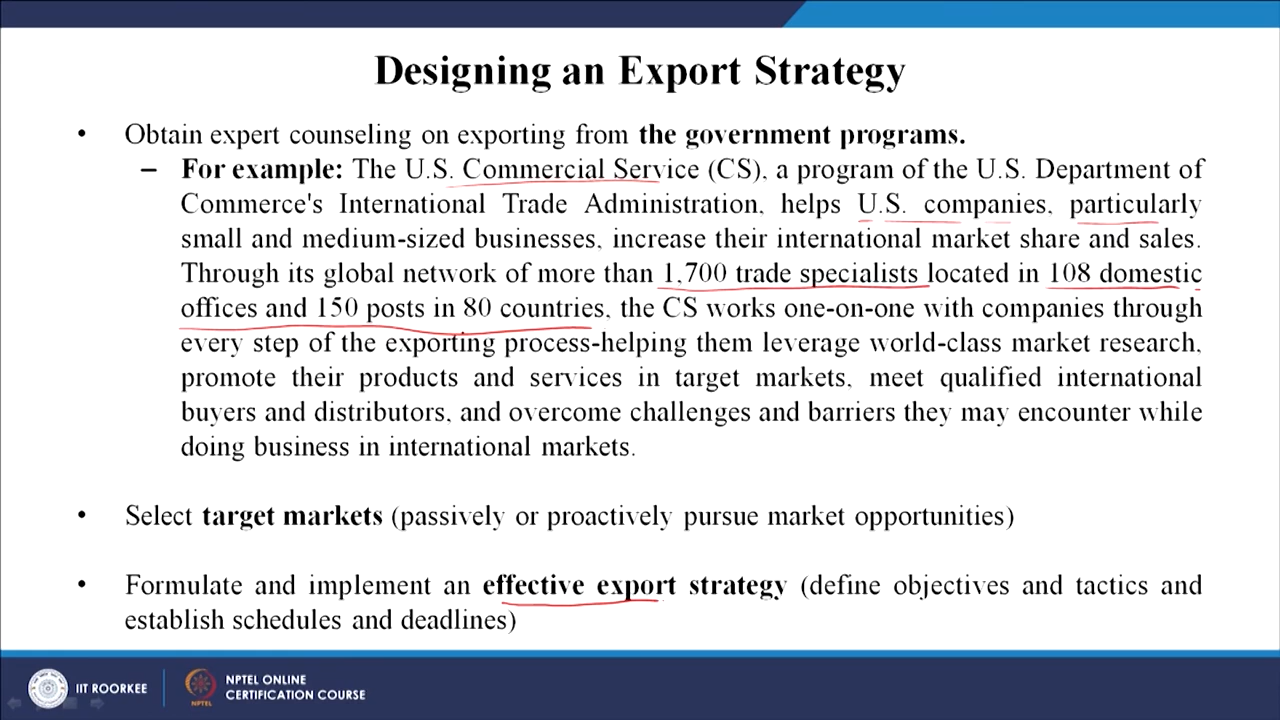 Designing an Export Strategy
• Obtain expert counseling on exporting from the government programs.
– For example: The U.S. Commercial Service (CS), a program of the U.S. Department of
Commerce's International Trade Administration, helps U.S. companies, particularly
small and medium-sized businesses, increase their international market share and sales.
Through its global network of more than 1,700 trade specialists located in 108 domestic
offices and 150 posts in 80 countries, the CS works one-on-one with companies through
every step of the exporting process-helping them leverage world-class market research,
promote their products and services in target markets, meet qualified international
buyers and distributors, and overcome challenges and barriers they may encounter while
doing business in international markets.
• Select target markets (passively or proactively pursue market opportunities)
• Formulate and implement an effective export strategy (define objectives and tactics and
establish schedules and deadlines)
IIT ROORKEE
NPTEL
NPTEL ONLINE
CERTIFICATION COURSE